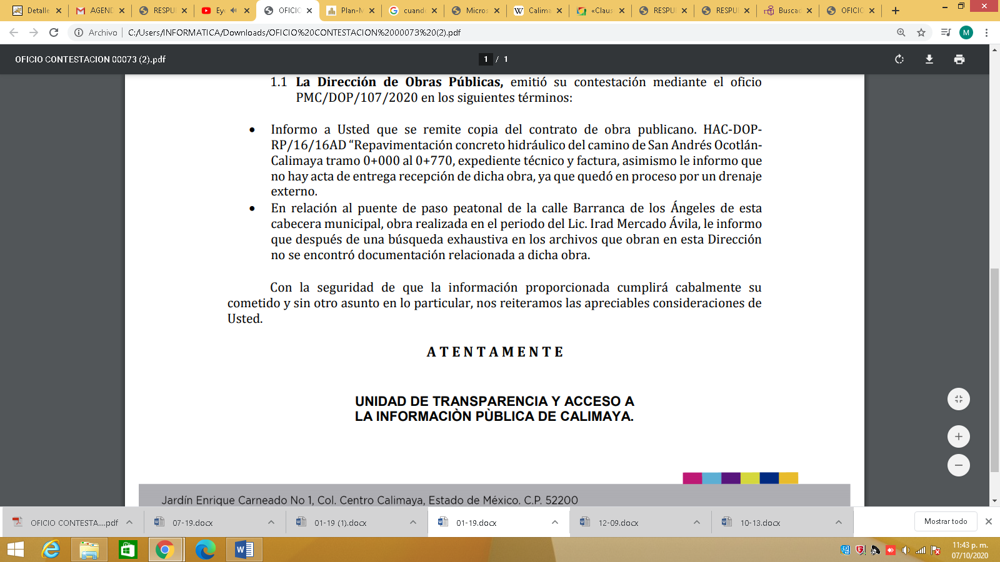 Detalle
AGEND
RESPU
Eye
OFICIO
Plan-M
cuando
Micros
Calima
«Claus
RESPU
RESPU
Buscad
OFICIO
Archivo
C:/Users/INFORMATICA/Downloads/OFICIO%20CONTESTACION%2000073%20(2).pdf
M
OFICIO CONTESTACION 00073 (2).pdf
1 / 1
1.1 La Dirección de Obras Públicas, emitió su contestación mediante el oficio
PMC/DOP/107/2020 en los siguientes términos:
• Informo a Usted que se remite copia del contrato de obra publicano. HAC-DOP-
RP/16/16AD “Repavimentación concreto hidráulico del camino de San Andrés Ocotlán-
Calimaya tramo 0+000 al 0+770, expediente técnico y factura, asimismo le informo que
no hay acta de entrega recepción de dicha obra, ya que quedó en proceso por un drenaje
externo.
• En relación al puente de paso peatonal de la calle Barranca de los Ángeles de esta
cabecera municipal, obra realizada en el periodo del Lic. Irad Mercado Ávila, le informo
que después de una búsqueda exhaustiva en los archivos que obran en esta Dirección
no se encontró documentación relacionada a dicha obra.
Con la seguridad de que la información proporcionada cumplirá cabalmente su
cometido y sin otro asunto en lo particular, nos reiteramos las apreciables consideraciones de
Usted.
A T E N T A M E N T E
UNIDAD DE TRANSPARENCIA Y ACCESO A
LA INFORMACIÒN PÙBLICA DE CALIMAYA.
Jardín Enrique Carneado No 1, Col. Centro Calimaya, Estado de México. C.P. 52200
OFICIO CONTESTA....pdf
07-19.docx
01-19 (1).docx
01-19.docx
12-09.docx
10-13.docx
Mostrar todo
11:43 p. m.
07/10/2020